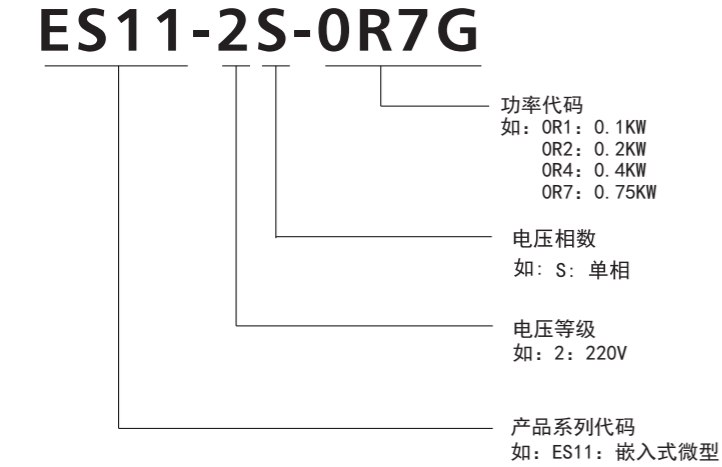 ES11-2S-0R7G
功率代码
如：0R1：0.1KW
0R2：0.2KW
0R4：0.4KW
0R7：0.75KW
电压相数
如：S：单相
电压等级
如：2：220V
产品系列代码
如：ES11：嵌入式微型